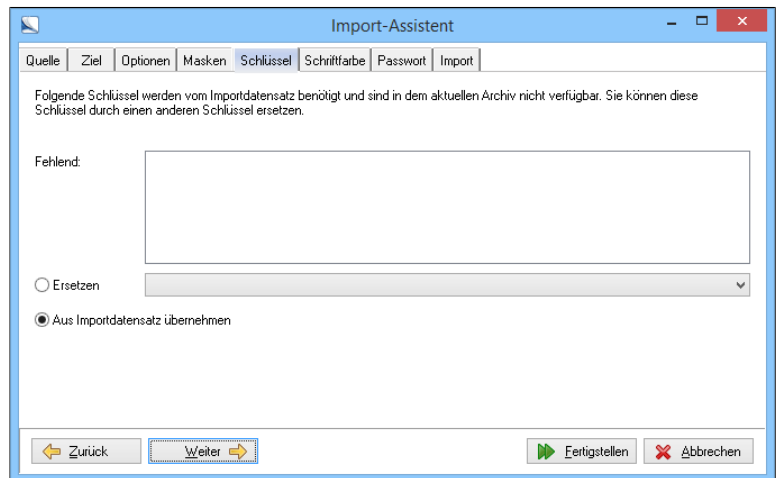 Import-Assistent
Quelle Ziel Optionen Masken Schlüssel Schriftfarbe Passwort Import
Folgende Schlüssel werden vom Importdatensatz benötigt und sind in dem aktuellen Archiv nicht verfügbar. Sie können diese
Schlüssel durch einen anderen Schlüssel ersetzen.
Fehlend:
Ersetzen
Aus Importdatensatz übernehmen
Zurück Weiter Fertigstellen Abbrechen